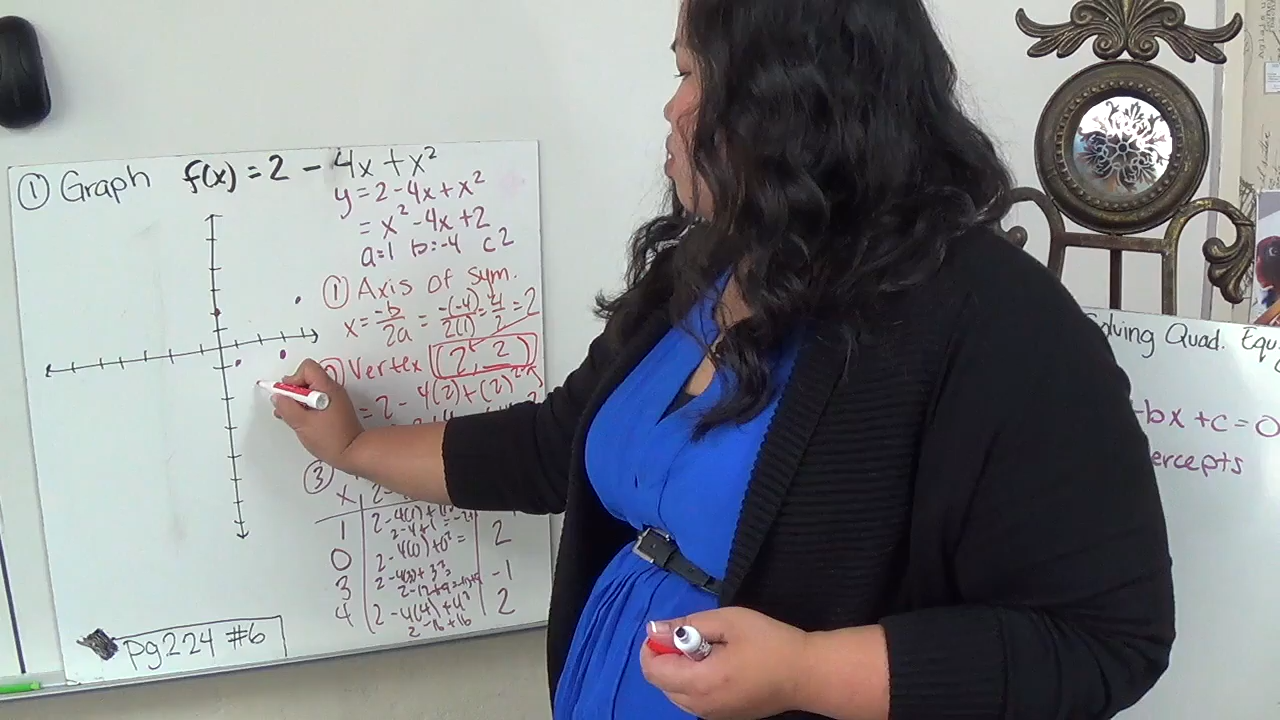 ① Graph f(x) = 2 - 4x + x²
y = 2 - 4x + x²
= x² - 4x + 2
a=1 b=-4 c 2
① Axis of Sym.
x = -b/2a = -(-4)/2(1) = 4/2 = 2
Vertex (2, -2)
= 2 - 4(2) + (2)²
③
x
1 2 - 4(1) +
2 - 4 + 1 =
0 2 - 4(0) + 0² = 2
3 2 - 4(3) + 3² -1
4 2 - 4(4) + 4² 2
2 - 16 + 16
pg 224 #6
Solving Quad. Equ
bx + c = 0
ercepts